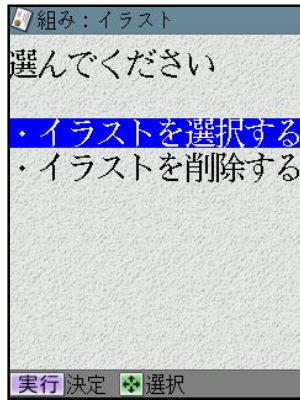 組み：イラスト
選んでください
・イラストを選択する
・イラストを削除する
実行 決定 選択